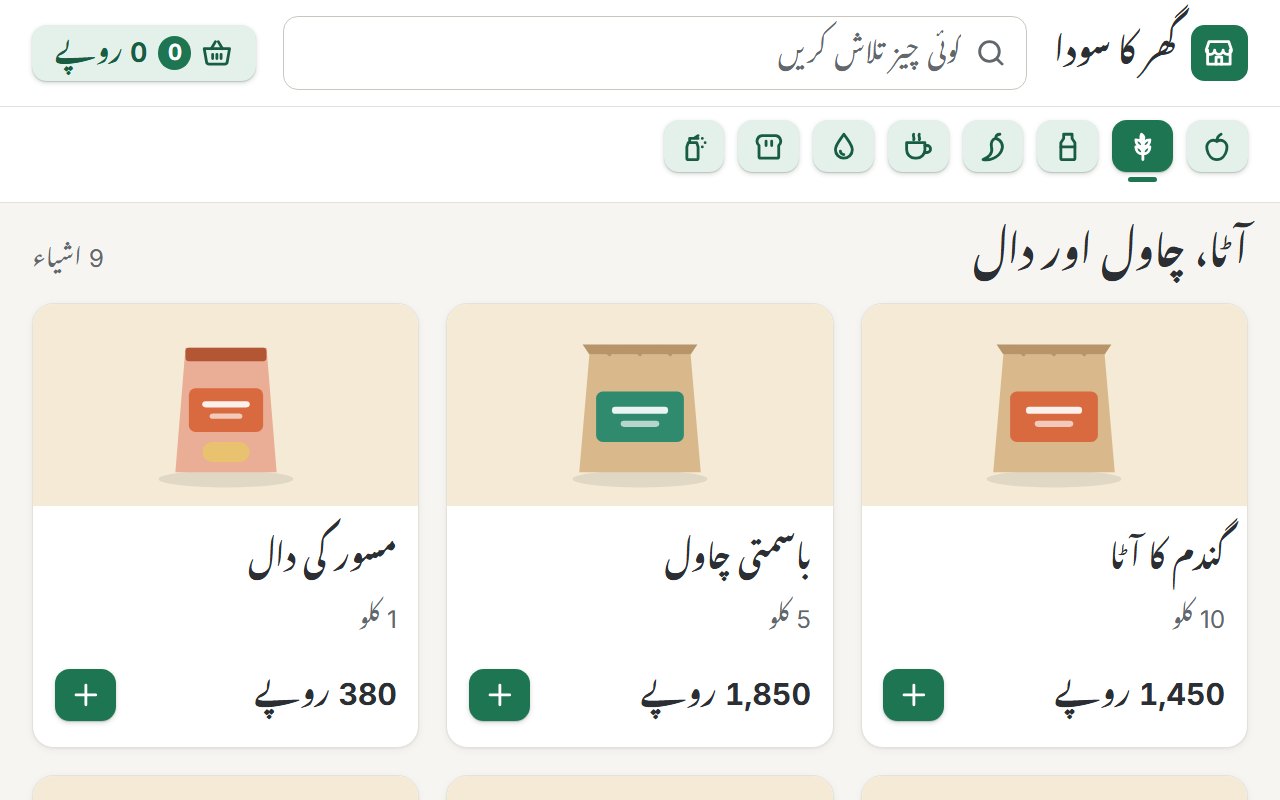 گھر کا سودا
کوئی چیز تلاش کریں
0 0 روپے
آٹا، چاول اور دال
9 اشیاء
گندم کا آٹا
10 کلو
1,450 روپے
باسمتی چاول
5 کلو
1,850 روپے
مسور کی دال
1 کلو
380 روپے